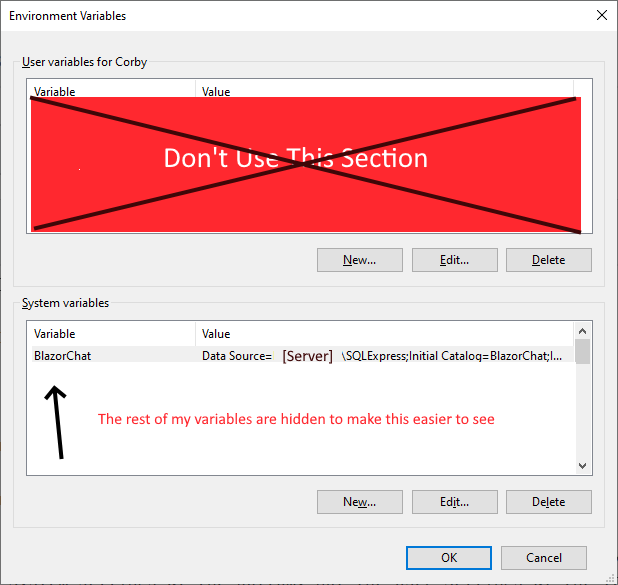 Environment Variables
User variables for Corby
Variable Value
Don't Use This Section
New... Edit... Delete
System variables
Variable Value
BlazorChat Data Source= [Server] \SQLExpress;Initial Catalog=BlazorChat;I...
The rest of my variables are hidden to make this easier to see
New... Edit... Delete
OK Cancel